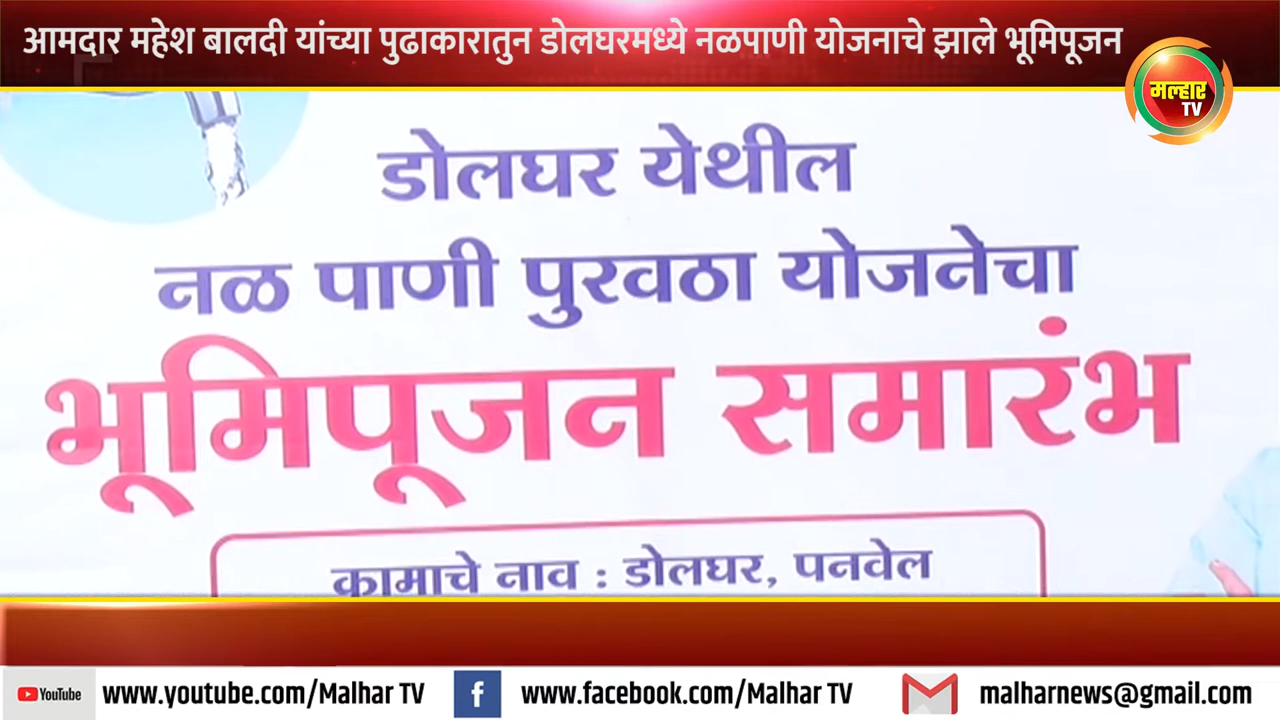 आमदार महेश बालदी यांच्या पुढाकारातुन डोलघरमध्ये नळपाणी योजनाचे झाले भूमिपूजन
मल्हार
TV
डोलघर येथील
नळ पाणी पुरवठा योजनेचा
भूमिपूजन समारंभ
कामाचे नाव : डोलघर, पनवेल
YouTube www.youtube.com/Malhar TV f www.facebook.com/Malhar TV malharnews@gmail.com